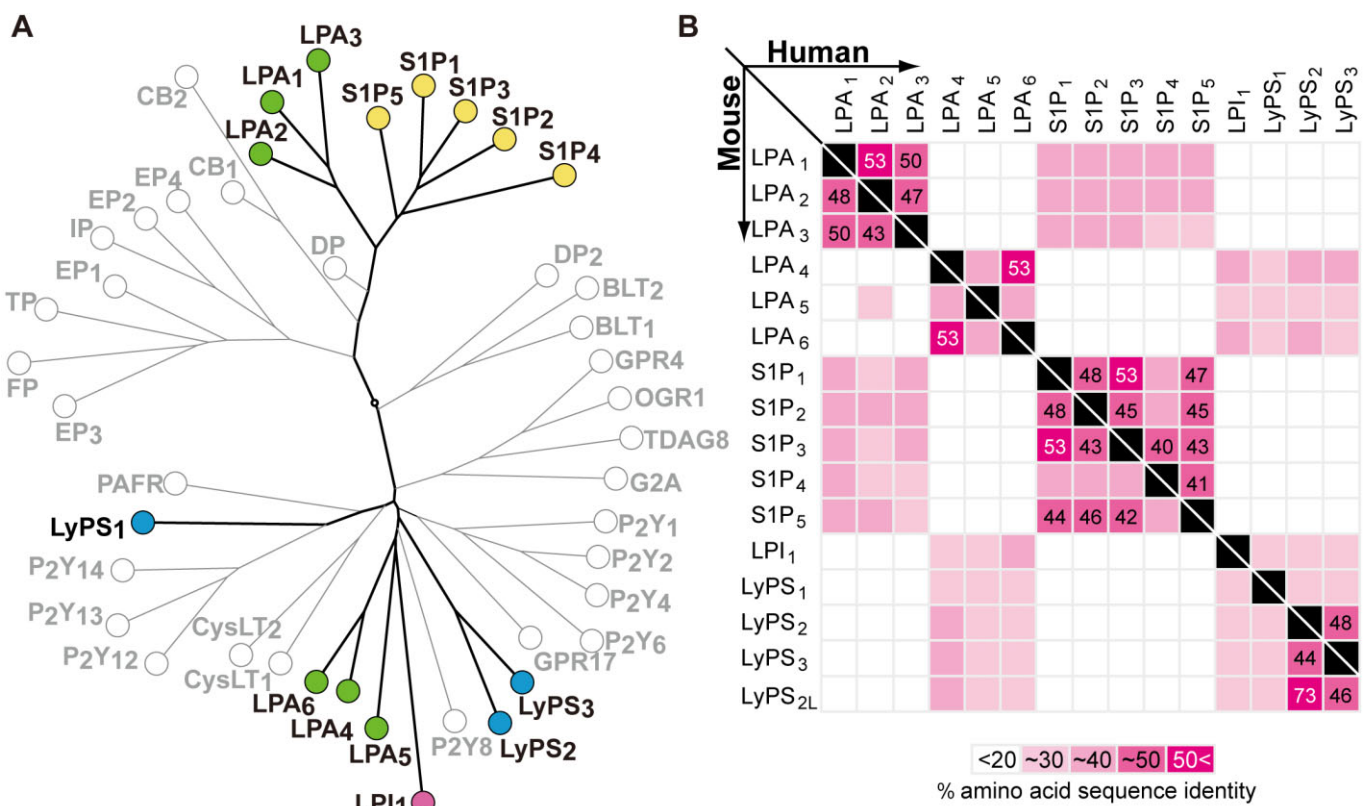 A
LPA3
LPA1
LPA2
S1P1
S1P5
S1P3
S1P2
S1P4
CB2
CB1
EP4
EP2
IP
EP1
TP
FP
EP3
DP
DP2
BLT2
BLT1
GPR4
OGR1
TDAG8
G2A
PAFR
LyPS1
P2Y1
P2Y2
P2Y4
P2Y6
GPR17
P2Y14
P2Y13
P2Y12
CysLT2
CysLT1
LPA6
LPA4
LPA5
P2Y8
LyPS3
LyPS2
LPI1
B
Human
Mouse
LPA1 LPA2 LPA3 LPA4 LPA5 LPA6 S1P1 S1P2 S1P3 S1P4 S1P5 LPI1 LyPS1 LyPS2 LyPS3
LPA1 53 50
LPA2 48 47
LPA3 50 43
LPA4 53
LPA5
LPA6 53
S1P1 48 53 47
S1P2 48 45 45
S1P3 53 43 40 43
S1P4 41
S1P5 44 46 42
LPI1
LyPS1
LyPS2 48
LyPS3 44
LyPS2L 73 46
<20 ~30 ~40 ~50 50<
% amino acid sequence identity